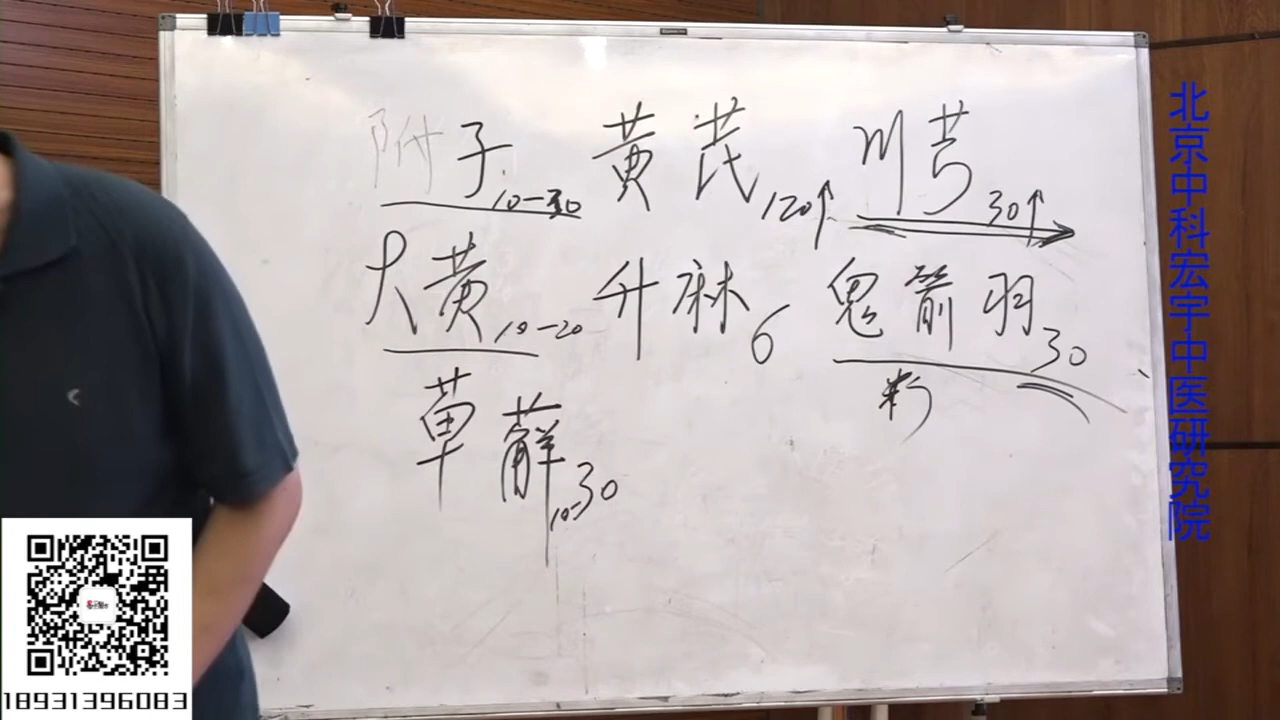 附子10-30 黄芪120↑ 川芎30↑
大黄10-20 升麻6 鬼箭羽30
断
萆薢10-30
北京中科宏宇中医研究院
18931396083